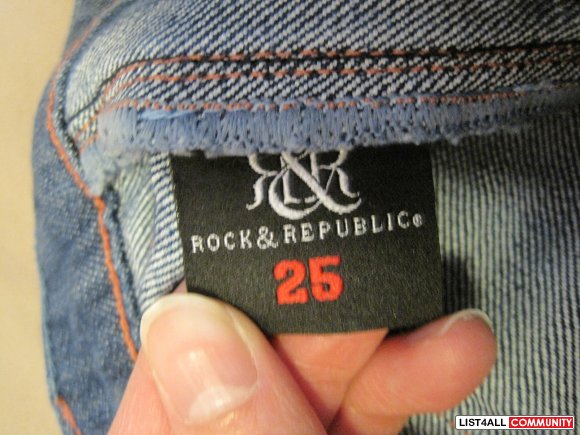 R&R
ROCK & REPUBLIC®
25
LIST4ALL COMMUNITY